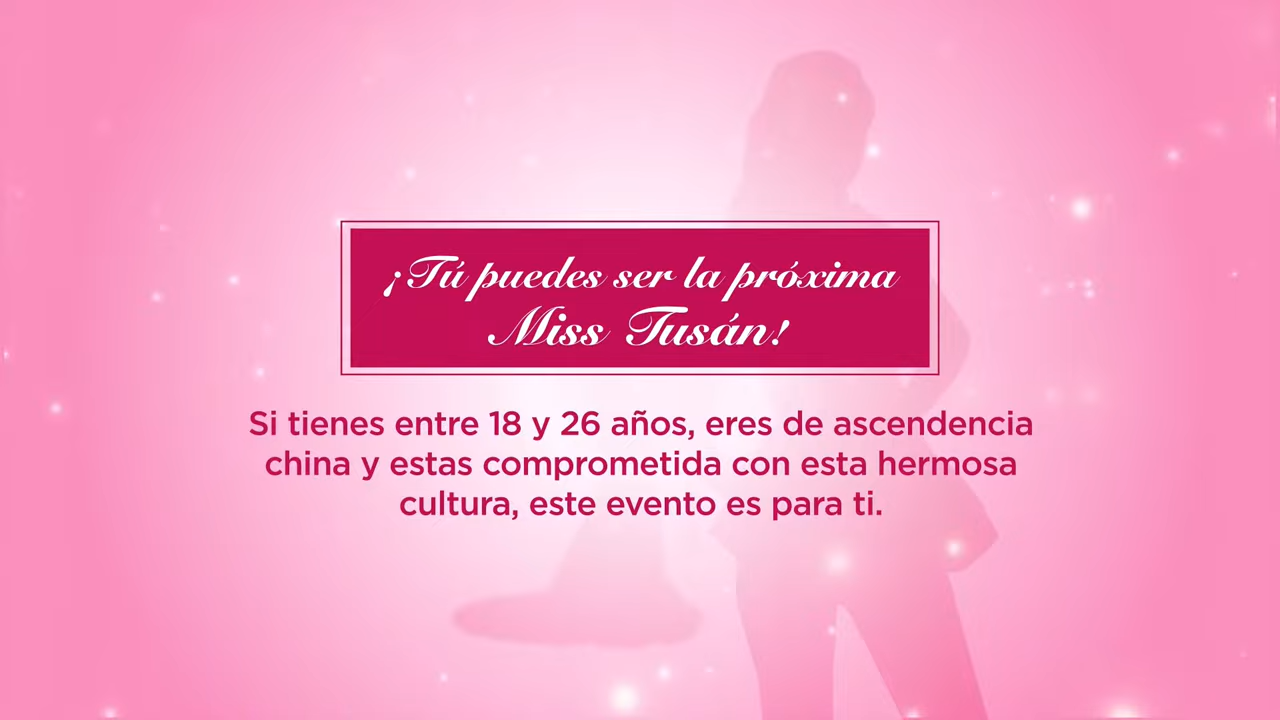 ¡Tú puedes ser la próxima
Miss Tusán!
Si tienes entre 18 y 26 años, eres de ascendencia
china y estas comprometida con esta hermosa
cultura, este evento es para ti.